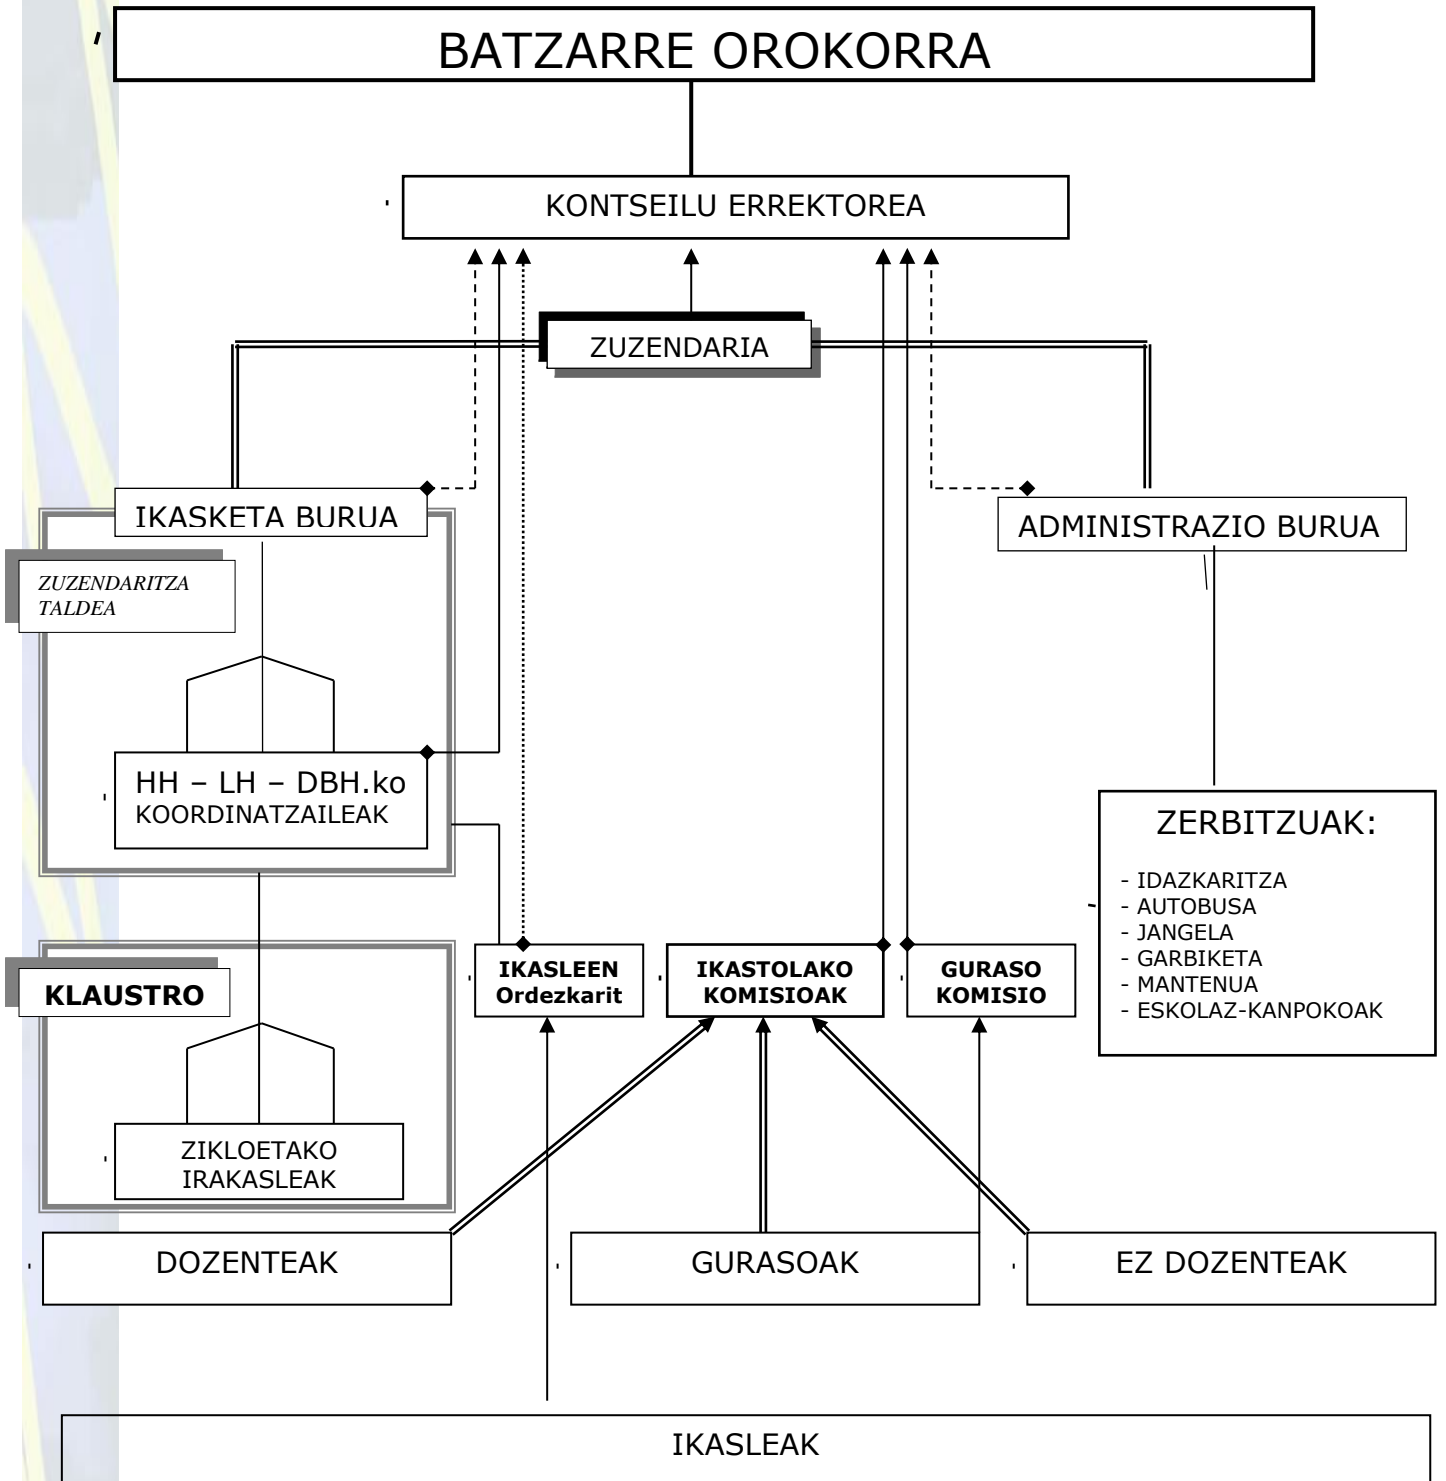 BATZARRE OROKORRA
KONTSEILU ERREKTOREA
ZUZENDARIA
IKASKETA BURUA
ADMINISTRAZIO BURUA
ZUZENDARITZA
TALDEA
HH – LH – DBH.ko
KOORDINATZAILEAK
ZERBITZUAK:
- IDAZKARITZA
- AUTOBUSA
- JANGELA
- GARBIKETA
- MANTENUA
- ESKOLAZ-KANPOKOAK
IKASLEEN
Ordezkarit
IKASTOLAKO
KOMISIOAK
GURASO
KOMISIO
KLAUSTRO
ZIKLOETAKO
IRAKASLEAK
DOZENTEAK
GURASOAK
EZ DOZENTEAK
IKASLEAK